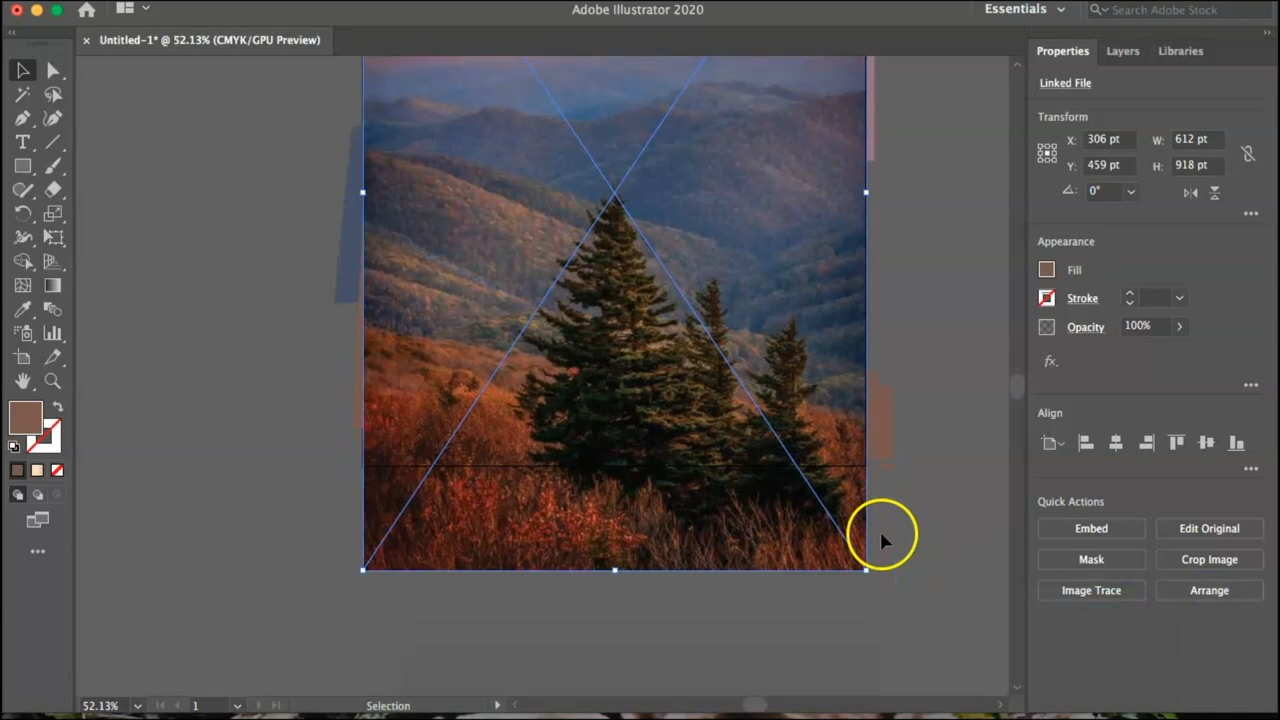 Adobe Illustrator 2020
Essentials
Search Adobe Stock
Untitled-1* @ 52.13% (CMYK/GPU Preview)
Properties Layers Libraries
Linked File
Transform
X: 306 pt W: 612 pt
Y: 459 pt H: 918 pt
0°
Appearance
Fill
Stroke
Opacity 100%
fx.
Align
Quick Actions
Embed Edit Original
Mask Crop Image
Image Trace Arrange
52.13% 1 Selection